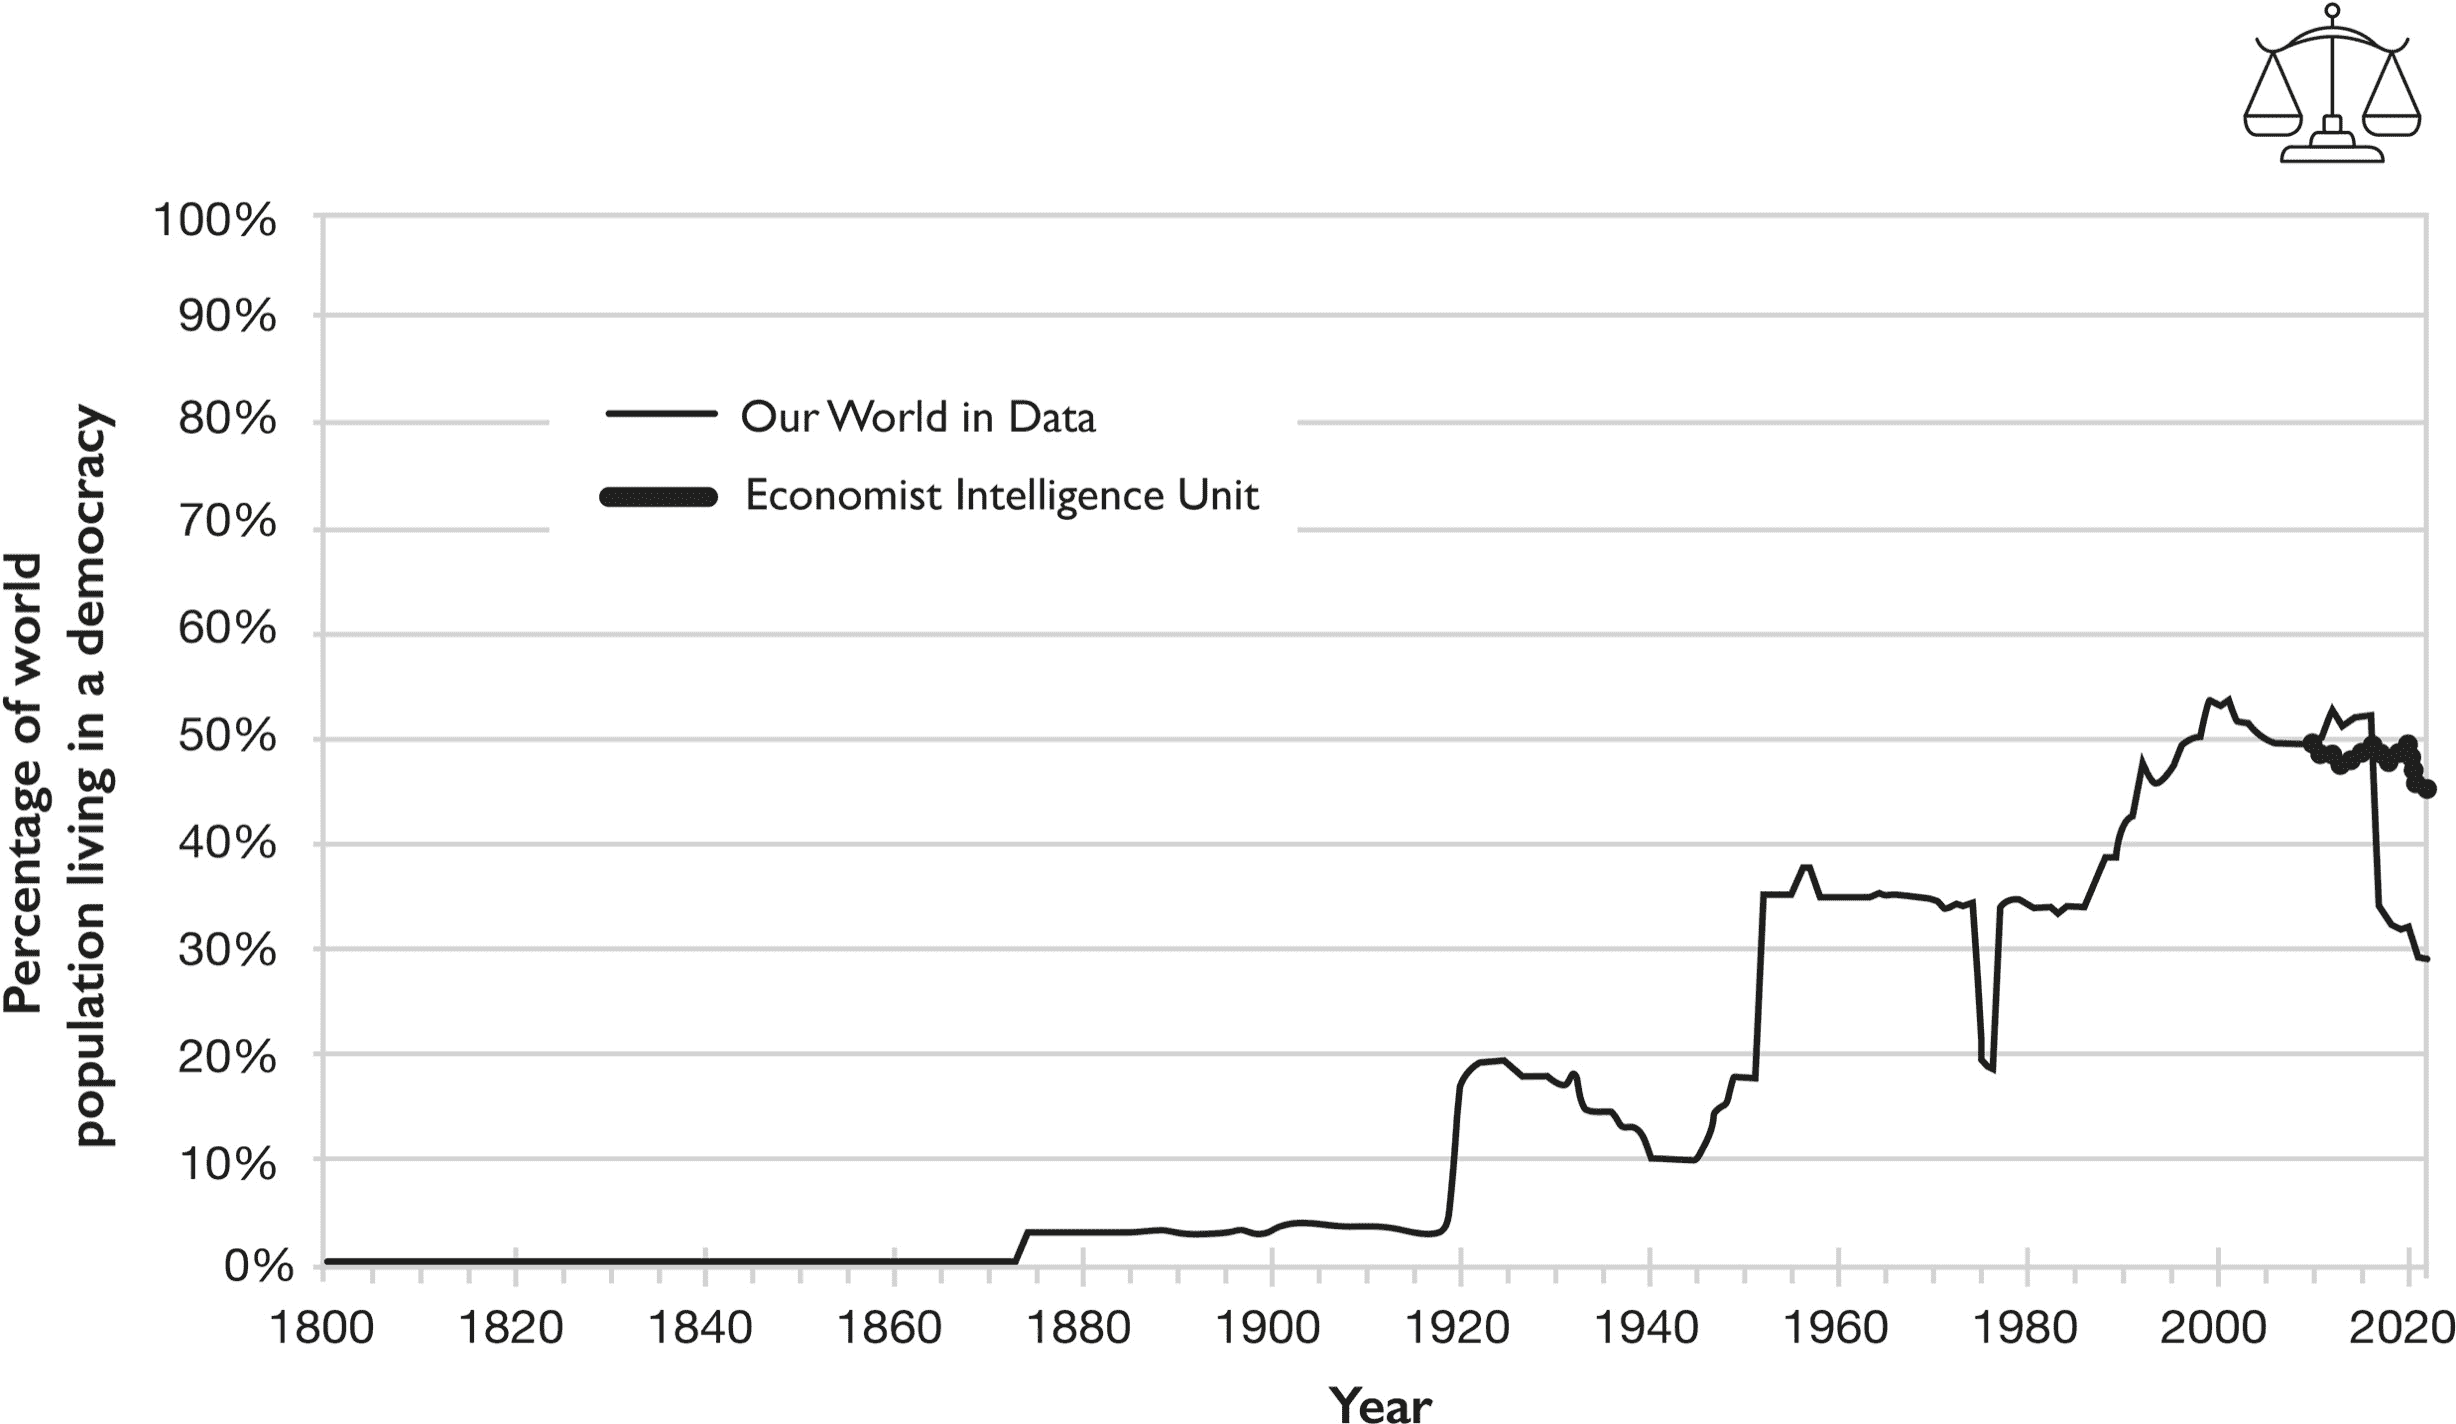 100%
90%
80%
70%
60%
50%
40%
30%
20%
10%
0%
Percentage of world
population living in a democracy
Our World in Data
Economist Intelligence Unit
1800 1820 1840 1860 1880 1900 1920 1940 1960 1980 2000 2020
Year